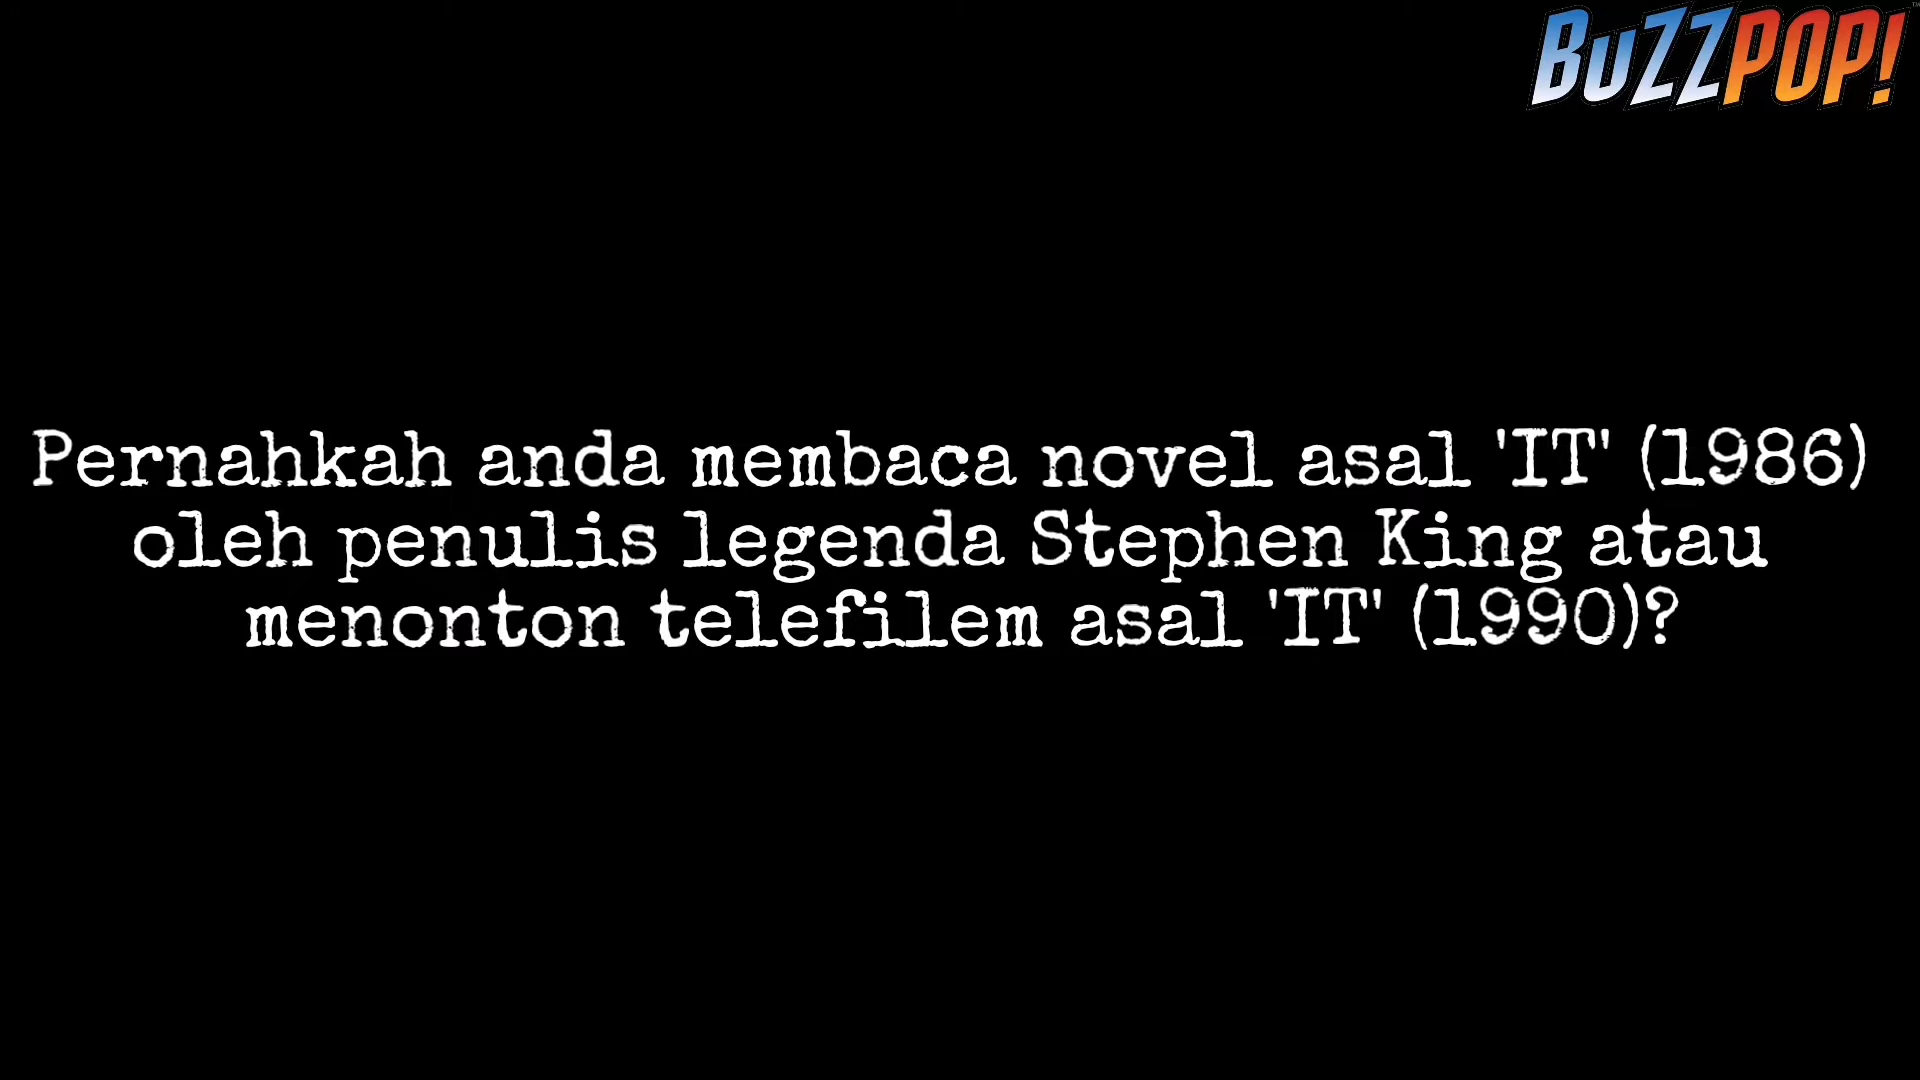 BuZZPOP!
Pernahkah anda membaca novel asal 'IT' (1986)
oleh penulis legenda Stephen King atau
menonton telefilem asal 'IT' (1990)?